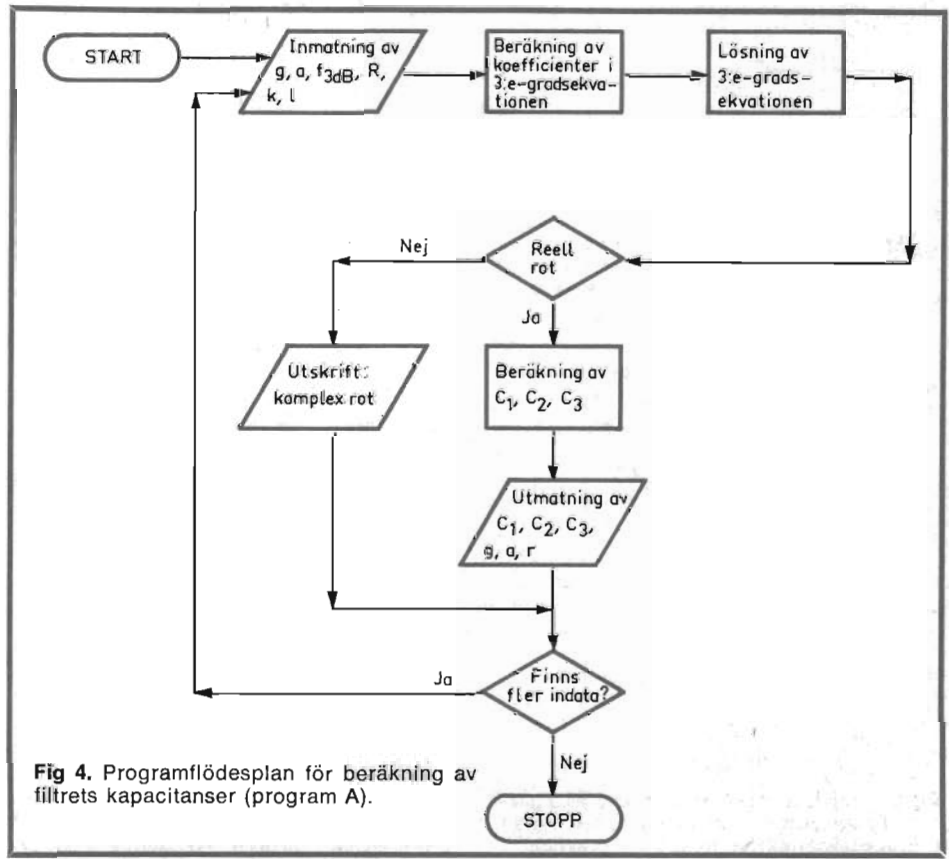 START
Inmatning av
g, a, f3dB, R,
k, l
Beräkning av
koefficienter i
3:e-gradsekva-
tionen
Lösning av
3:e-grads-
ekvationen
Reell
rot
Nej
Ja
Utskrift:
komplex rot
Beräkning av
C1, C2, C3
Utmatning av
C1, C2, C3,
g, a, r
Finns
fler indata?
Ja
Nej
STOPP
Fig 4. Programflödesplan för beräkning av
filtrets kapacitanser (program A).